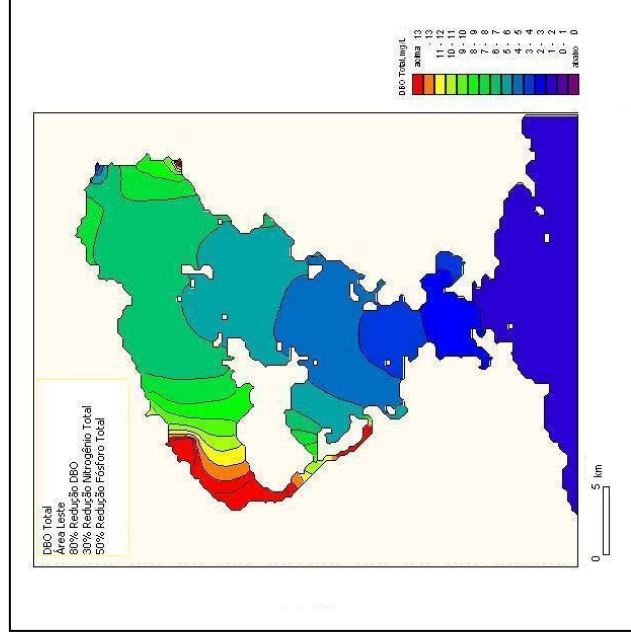 DBO Total
Área Leste
80% Redução DBO
30% Redução Nitrogênio Total
50% Redução Fósforo Total
DBO Total,mg/L
acima 13
- 13
11 - 12
10 - 11
9 - 10
8 - 9
7 - 8
6 - 7
5 - 6
4 - 5
3 - 4
2 - 3
1 - 2
0 - 1
abaixo 0
0 5 km